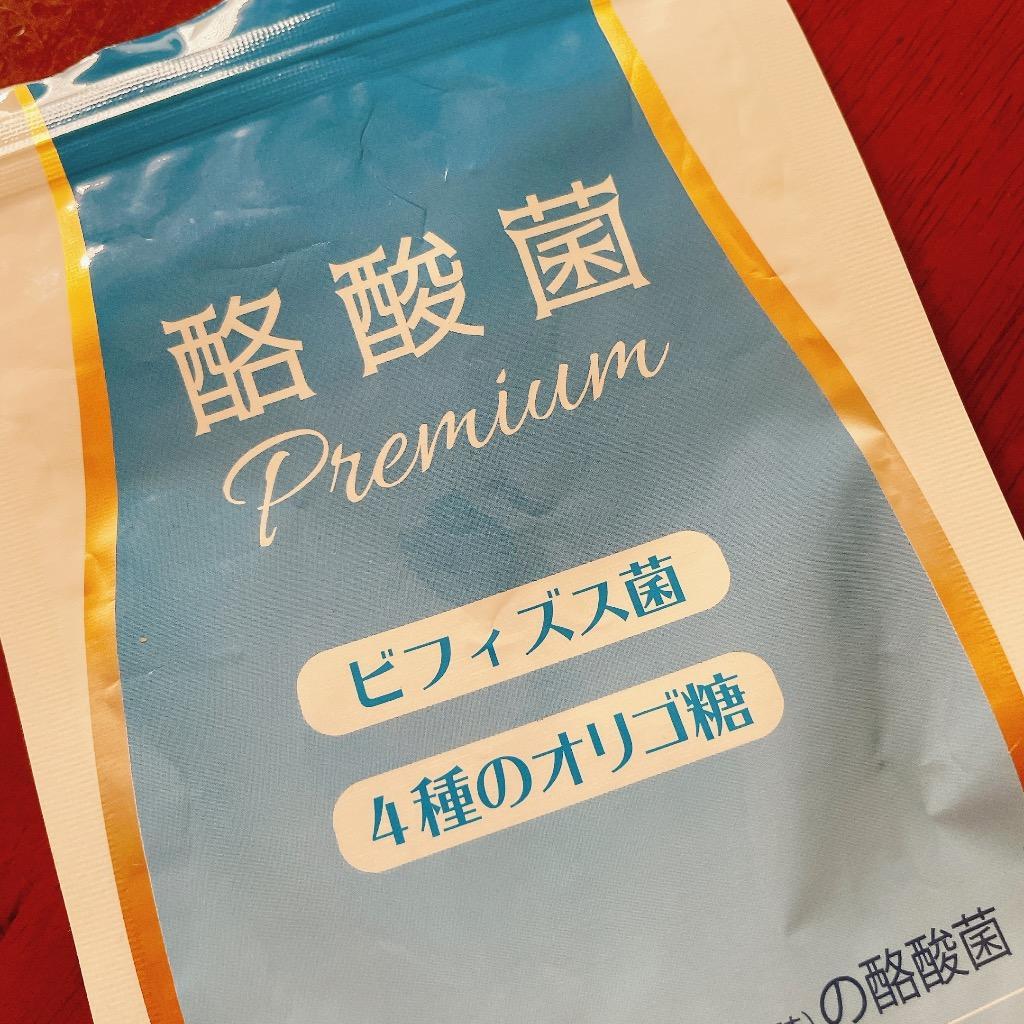 酪酸菌
Premium
ビフィズス菌
4種のオリゴ糖
の酪酸菌